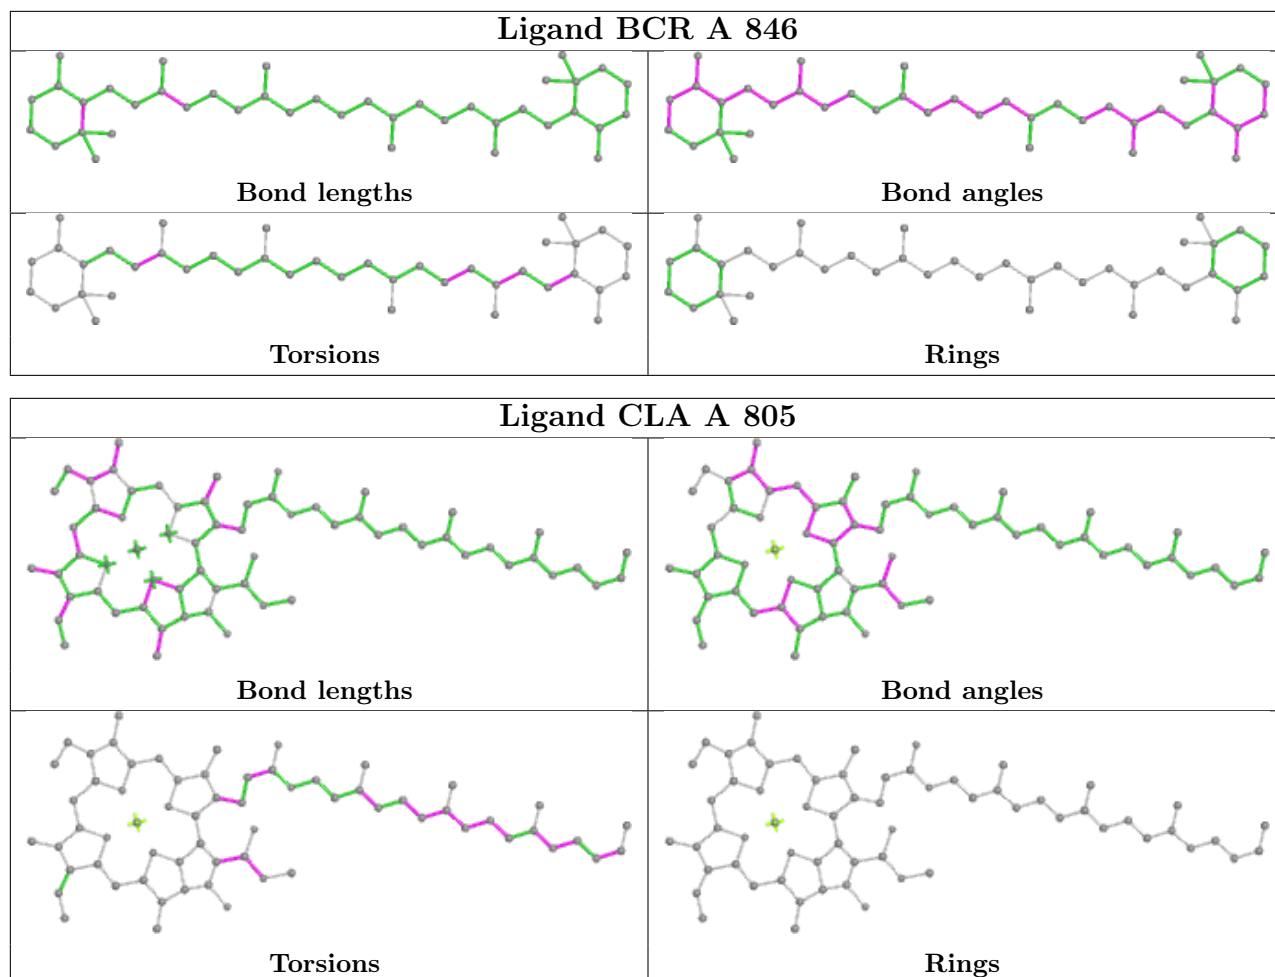 Ligand BCR A 846
Bond lengths
Bond angles
Torsions
Rings
Ligand CLA A 805
Bond lengths
Bond angles
Torsions
Rings